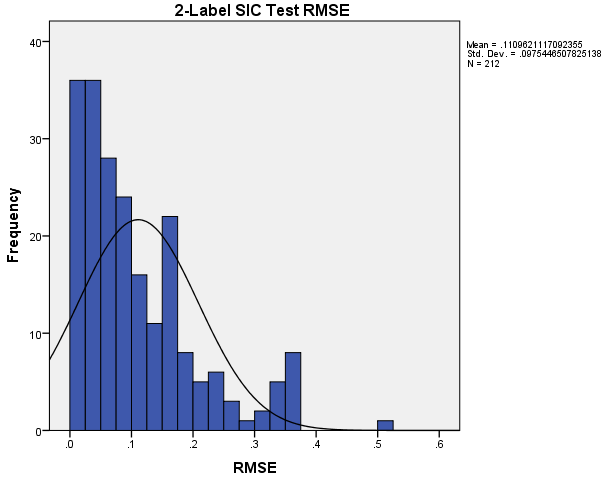 2-Label SIC Test RMSE
Mean = .1109621117092355
Std. Dev. = .0975446507825138
N = 212
Frequency
40
30
20
10
0
.0 .1 .2 .3 .4 .5 .6
RMSE